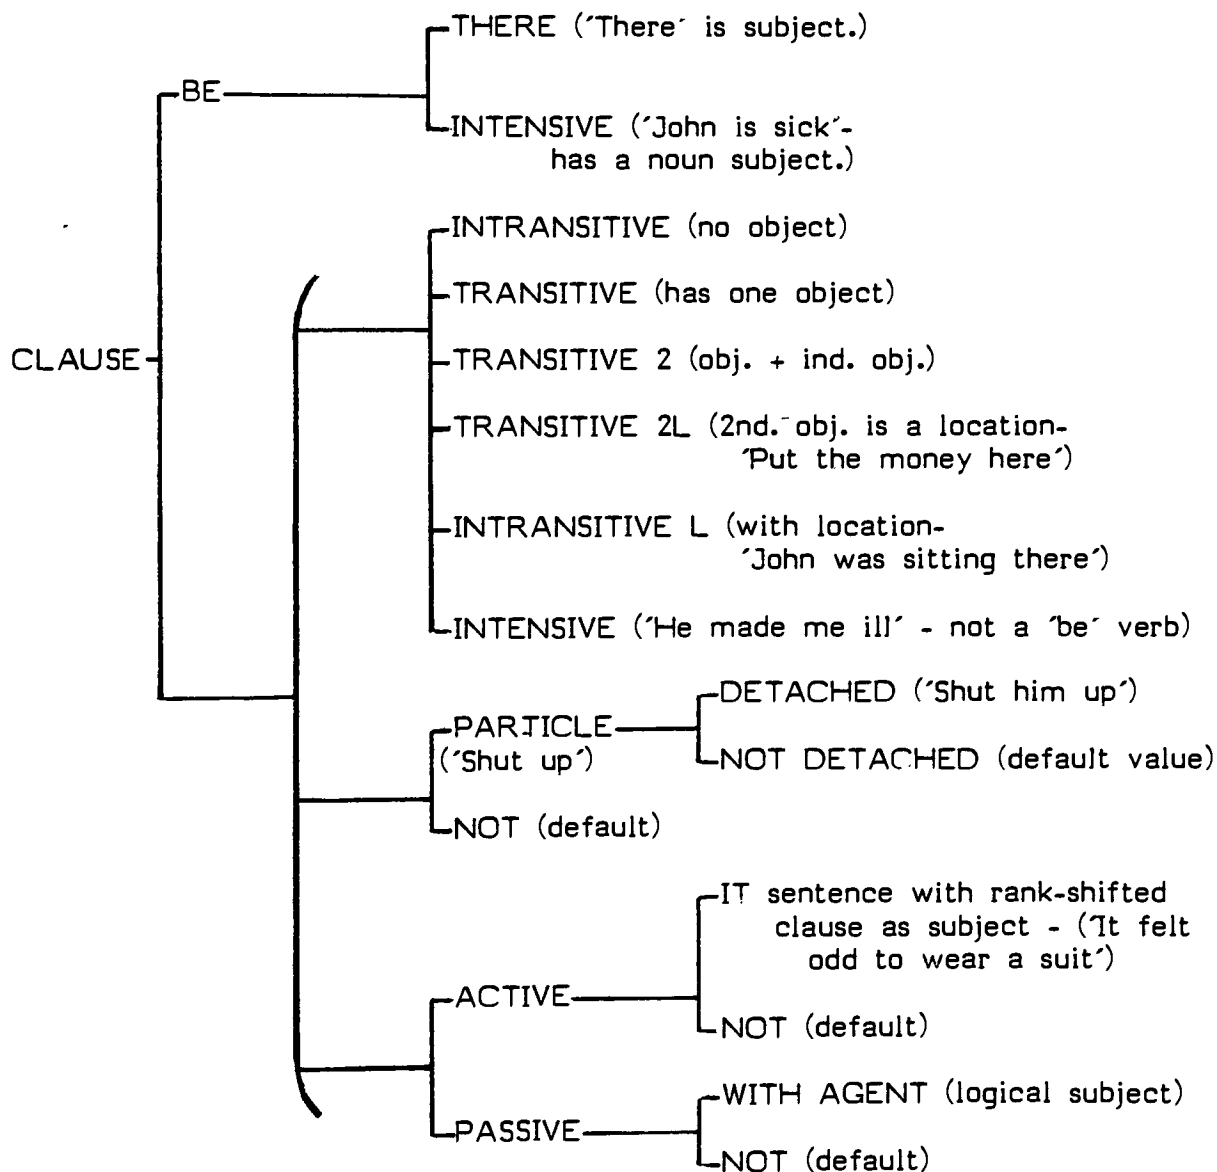 THERE ('There' is subject.)
BE
INTENSIVE ('John is sick'-
has a noun subject.)
INTRANSITIVE (no object)
TRANSITIVE (has one object)
CLAUSE
TRANSITIVE 2 (obj. + ind. obj.)
TRANSITIVE 2L (2nd. obj. is a location-
'Put the money here')
INTRANSITIVE L (with location-
'John was sitting there')
INTENSIVE ('He made me ill' - not a 'be' verb)
DETACHED ('Shut him up')
PARTICLE
('Shut up')
NOT DETACHED (default value)
NOT (default)
IT sentence with rank-shifted
clause as subject - ('It felt
odd to wear a suit')
ACTIVE
NOT (default)
WITH AGENT (logical subject)
PASSIVE
NOT (default)